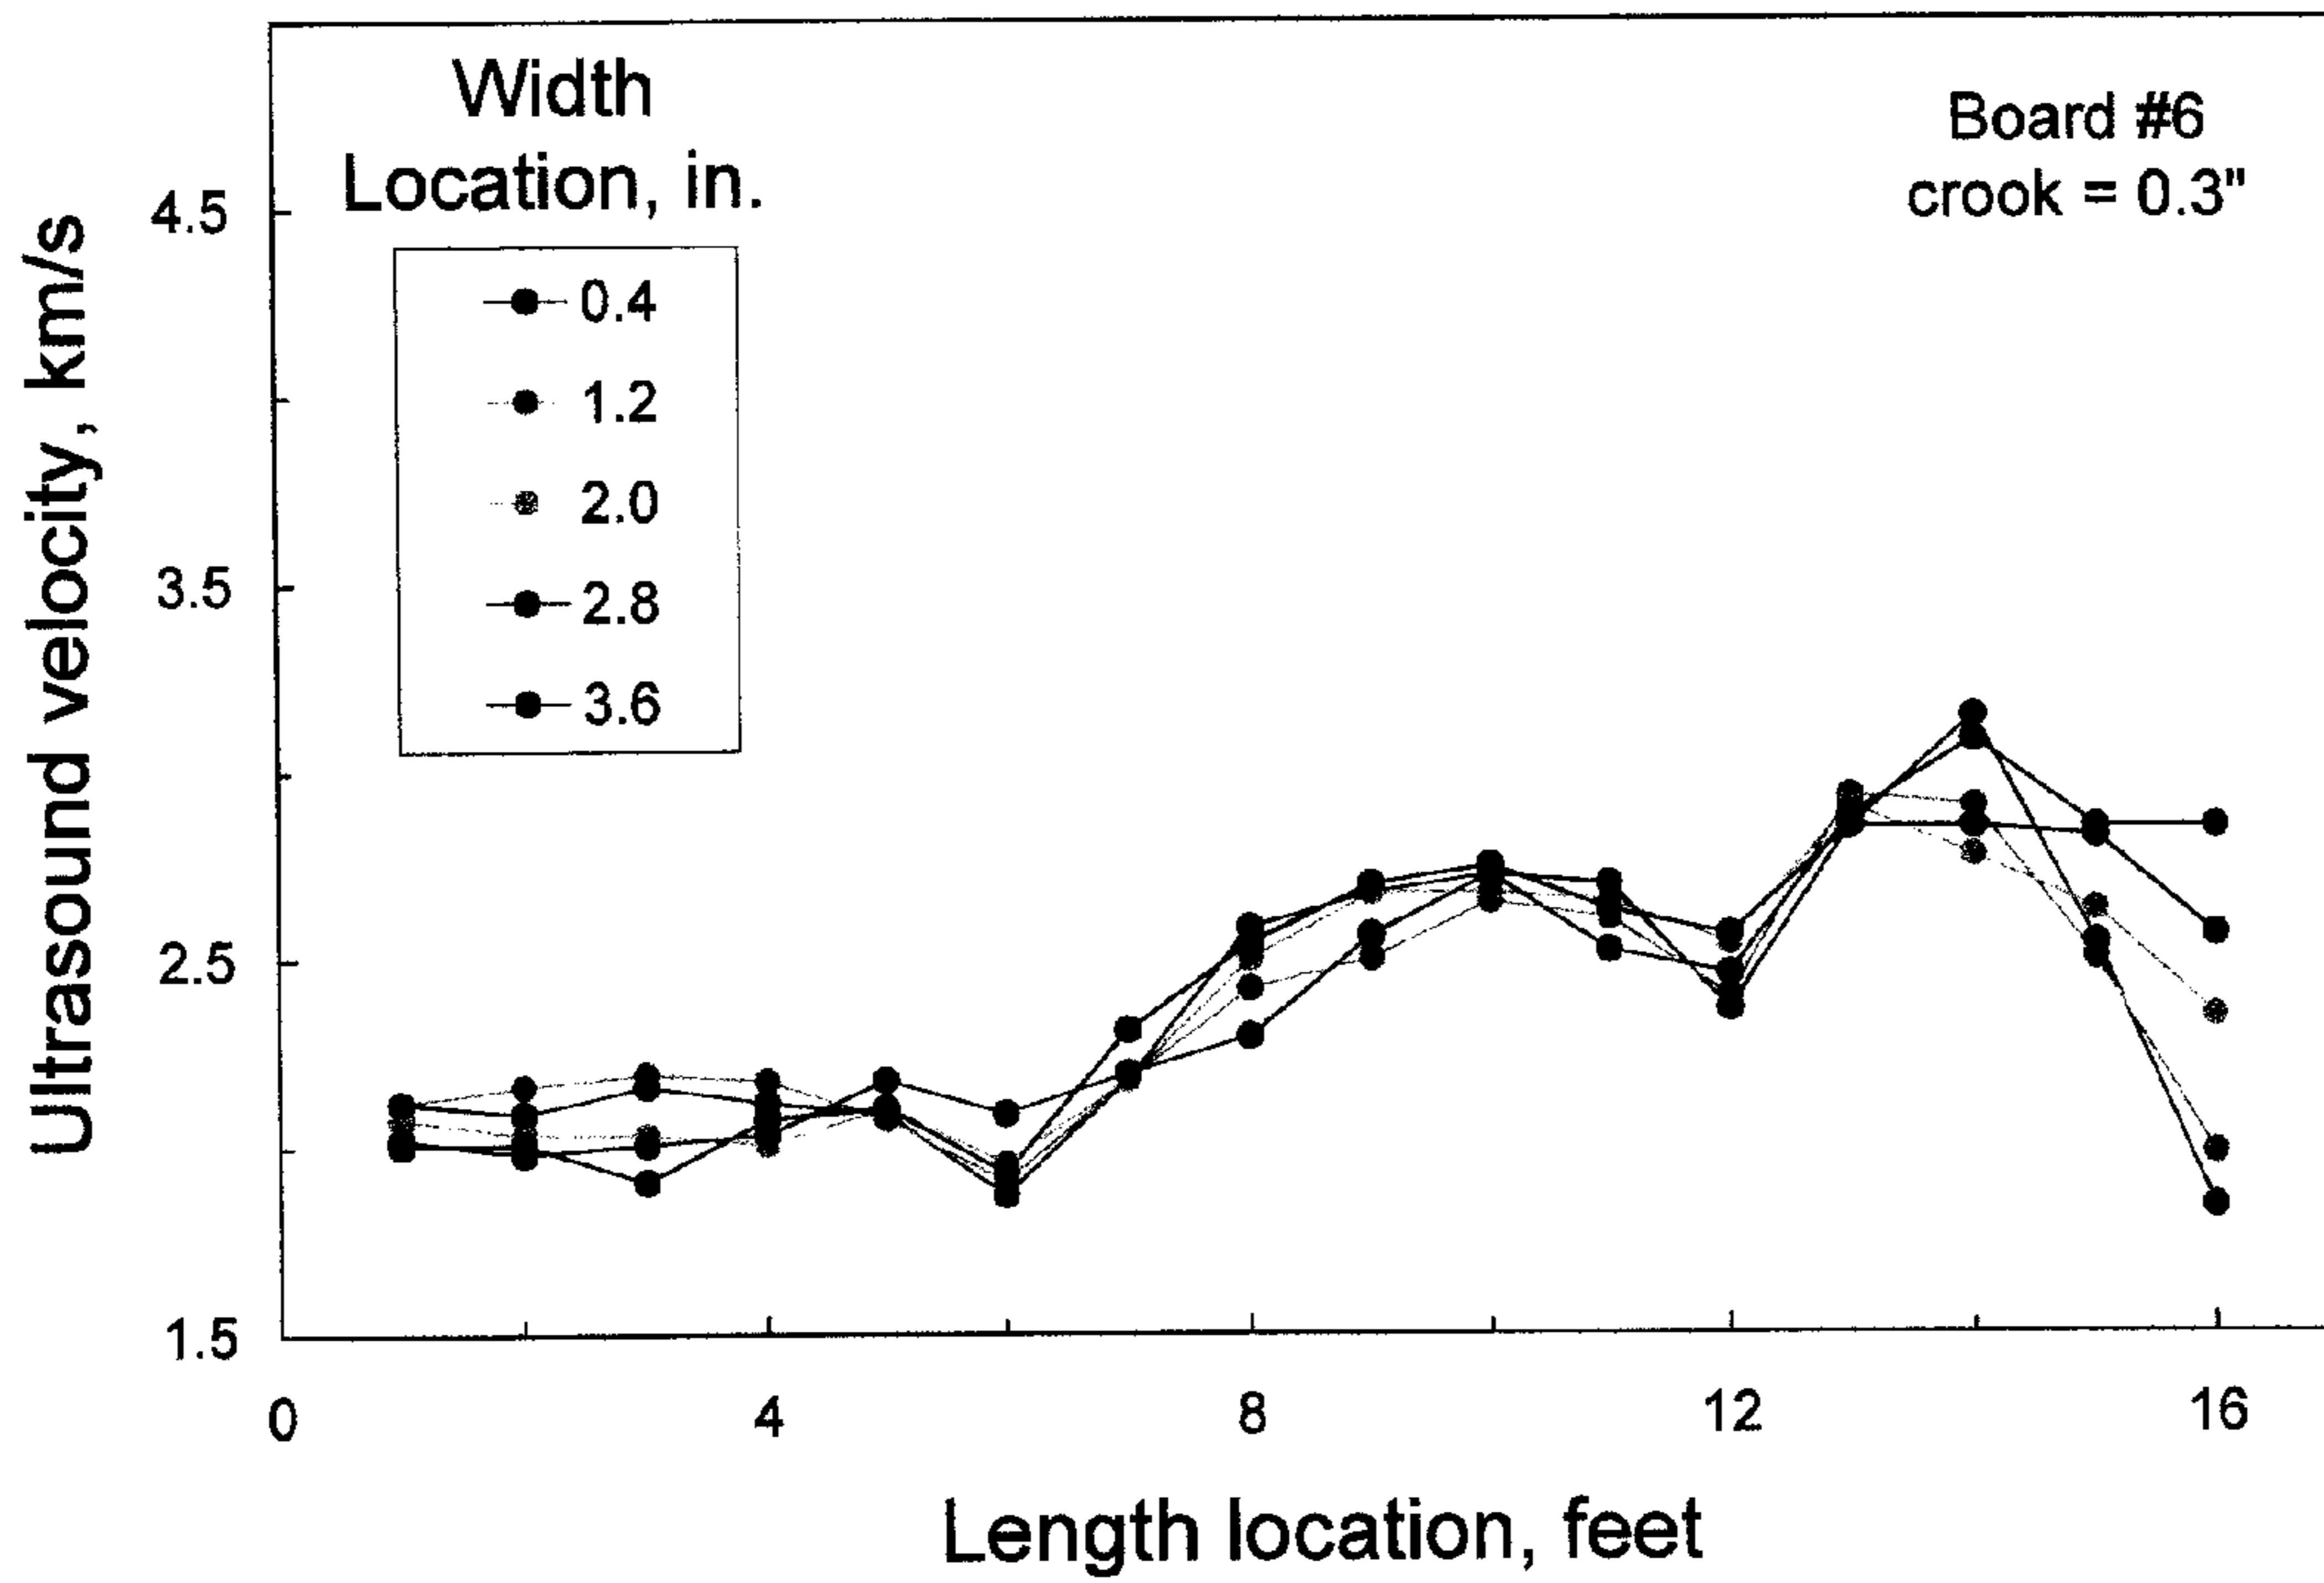 Width
Location, in.
0.4
1.2
2.0
2.8
3.6
Board #6
crook = 0.3"
Ultrasound velocity, km/s
4.5
3.5
2.5
1.5
0 4 8 12 16
Length location, feet